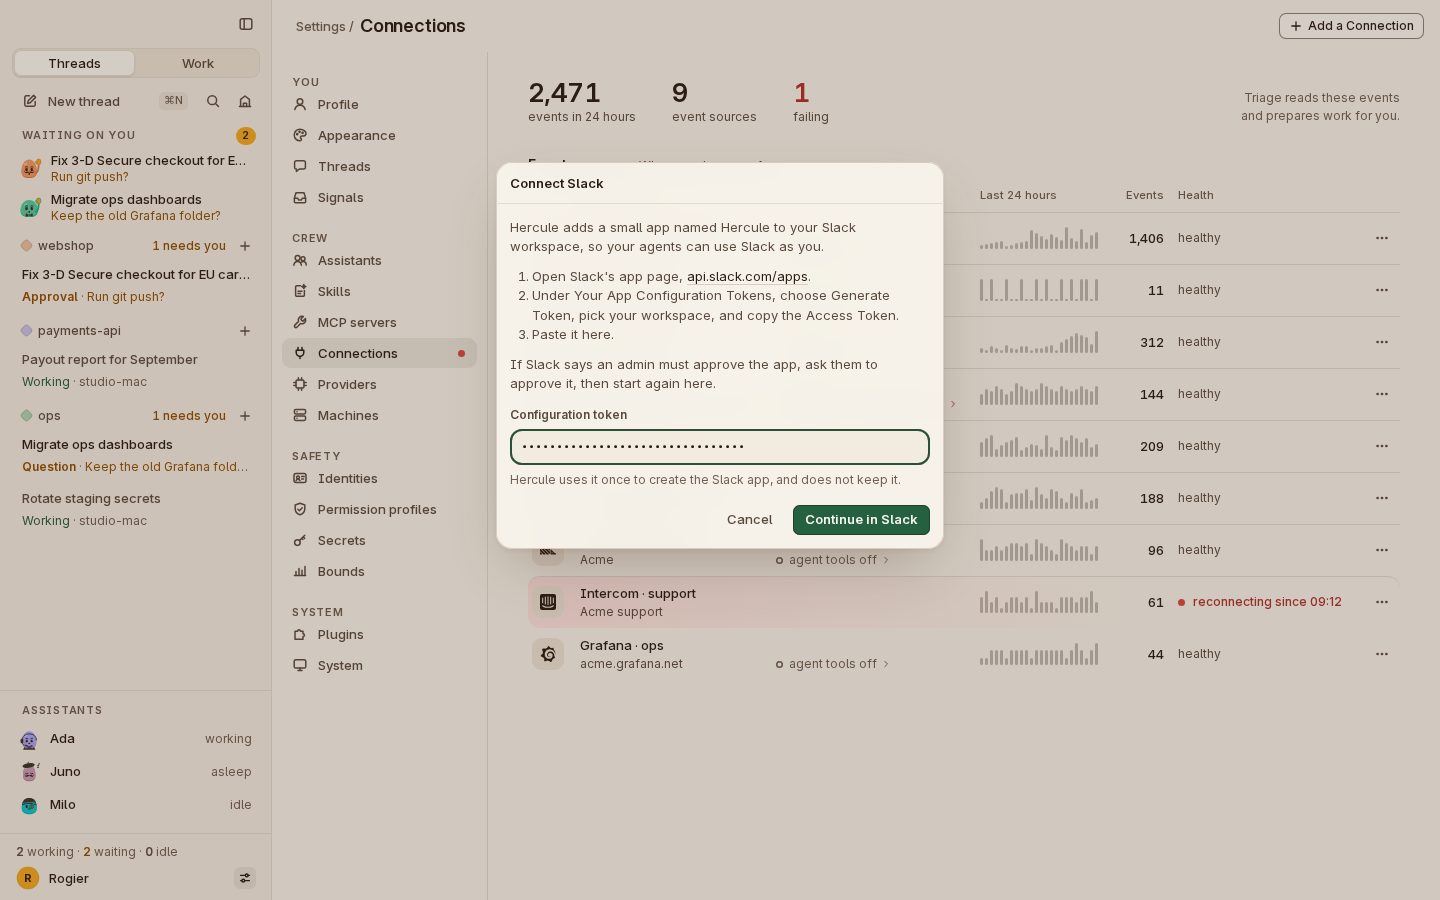 Threads
Work
New thread
⌘N
WAITING ON YOU
2
Fix 3-D Secure checkout for E…
Run git push?
Migrate ops dashboards
Keep the old Grafana folder?
webshop
1 needs you
Fix 3-D Secure checkout for EU car…
Approval · Run git push?
payments-api
Payout report for September
Working · studio-mac
ops
1 needs you
Migrate ops dashboards
Question · Keep the old Grafana fold…
Rotate staging secrets
Working · studio-mac
ASSISTANTS
Ada
working
Juno
asleep
Milo
idle
2 working · 2 waiting · 0 idle
R
Rogier
Settings / Connections
Add a Connection
YOU
Profile
Appearance
Threads
Signals
CREW
Assistants
Skills
MCP servers
Connections
Providers
Machines
SAFETY
Identities
Permission profiles
Secrets
Bounds
SYSTEM
Plugins
System
2,471
events in 24 hours
9
event sources
1
failing
Triage reads these events
and prepares work for you.
Connect Slack
Hercule adds a small app named Hercule to your Slack
workspace, so your agents can use Slack as you.
1. Open Slack's app page, api.slack.com/apps.
2. Under Your App Configuration Tokens, choose Generate
Token, pick your workspace, and copy the Access Token.
3. Paste it here.
If Slack says an admin must approve the app, ask them to
approve it, then start again here.
Configuration token
Hercule uses it once to create the Slack app, and does not keep it.
Cancel
Continue in Slack
Last 24 hours
Events
Health
1,406
healthy
11
healthy
312
healthy
144
healthy
209
healthy
188
healthy
Acme
agent tools off
96
healthy
Intercom · support
Acme support
61
reconnecting since 09:12
Grafana · ops
acme.grafana.net
agent tools off
44
healthy